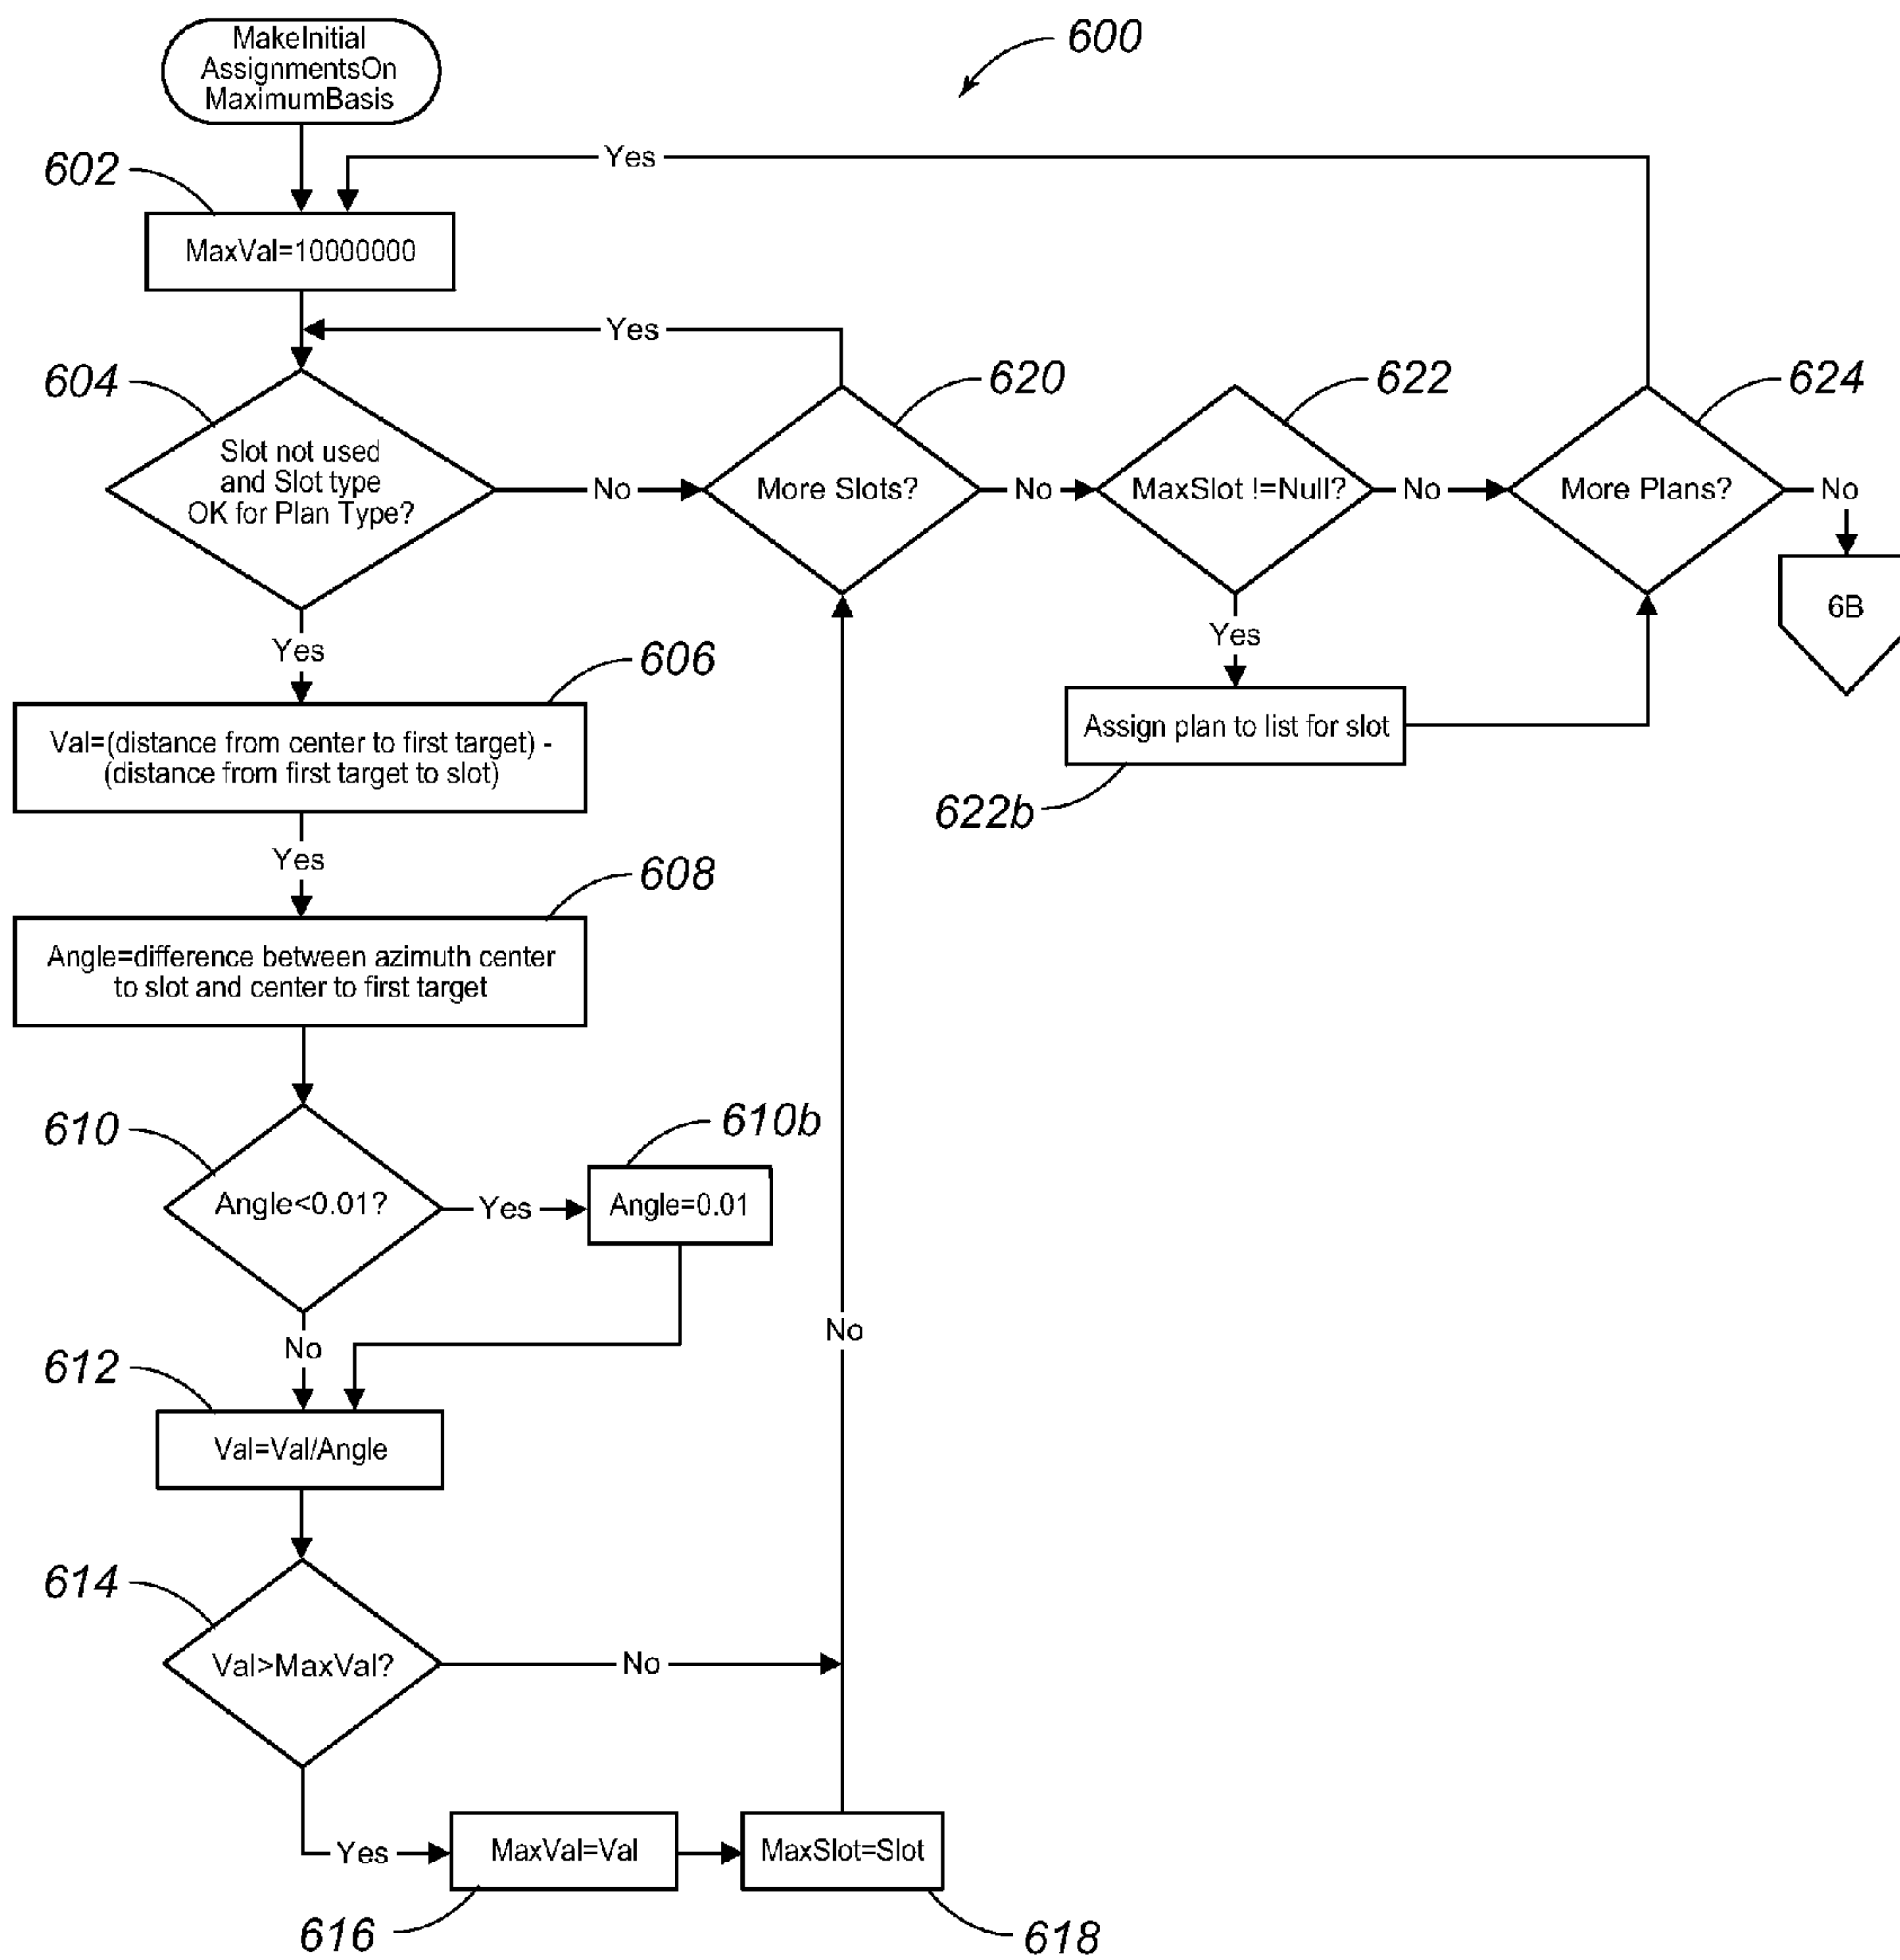 MakeInitial
AssignmentsOn
MaximumBasis
600
Yes
602
MaxVal=10000000
Yes
604
620
622
624
Slot not used
and Slot type
OK for Plan Type?
No
More Slots?
No
MaxSlot !=Null?
No
More Plans?
No
6B
Yes
Yes
606
Val=(distance from center to first target) -
(distance from first target to slot)
Assign plan to list for slot
622b
Yes
608
Angle=difference between azimuth center
to slot and center to first target
610
610b
Angle<0.01?
Yes
Angle=0.01
No
No
612
Val=Val/Angle
614
Val>MaxVal?
No
Yes
MaxVal=Val
MaxSlot=Slot
616
618